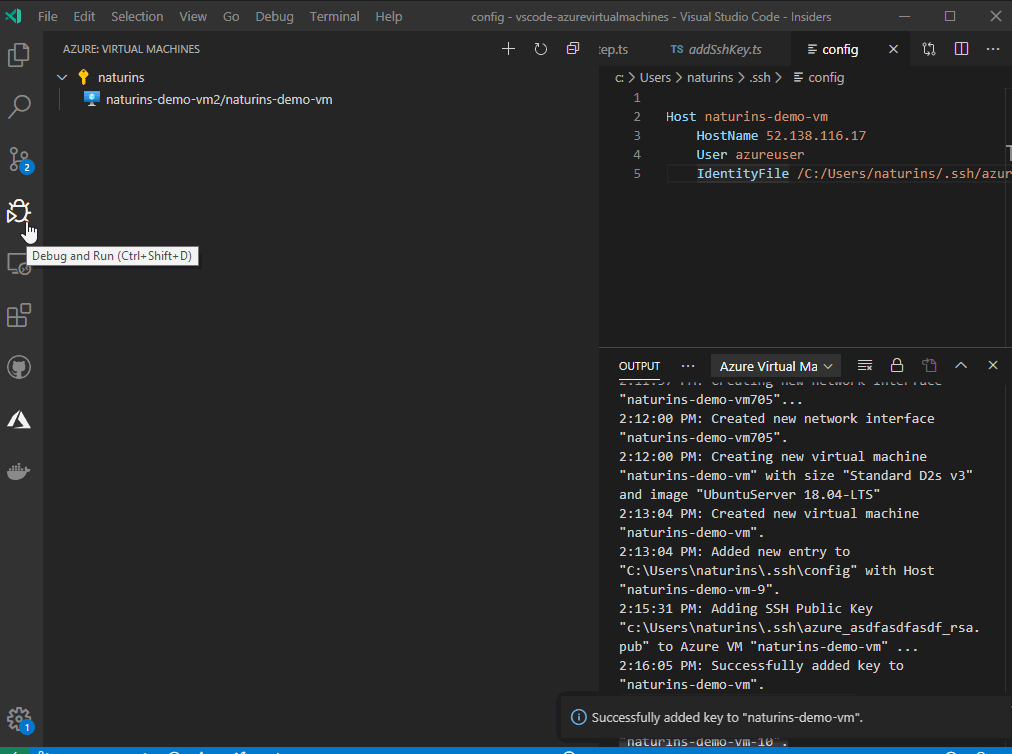 File Edit Selection View Go Debug Terminal Help config - vscode-azurevirtualmachines - Visual Studio Code - Insiders
AZURE: VIRTUAL MACHINES
naturins
naturins-demo-vm2/naturins-demo-vm
2
Debug and Run (Ctrl+Shift+D)
1
tep.ts TS addSshKey.ts config
c: > Users > naturins > .ssh > config
1
2 Host naturins-demo-vm
3 HostName 52.138.116.17
4 User azureuser
5 IdentityFile /C:/Users/naturins/.ssh/azur
OUTPUT ··· Azure Virtual Ma
2:11:57 PM: Creating new network interface
"naturins-demo-vm705"...
2:12:00 PM: Created new network interface
"naturins-demo-vm705".
2:12:00 PM: Creating new virtual machine
"naturins-demo-vm" with size "Standard D2s v3"
and image "UbuntuServer 18.04-LTS"
2:13:04 PM: Created new virtual machine
"naturins-demo-vm".
2:13:04 PM: Added new entry to
"C:\Users\naturins\.ssh\config" with Host
"naturins-demo-vm-9".
2:15:31 PM: Adding SSH Public Key
"c:\Users\naturins\.ssh\azure_asdfasdfasdf_rsa.
pub" to Azure VM "naturins-demo-vm" ...
2:16:05 PM: Successfully added key to
"naturins-demo-vm".
Successfully added key to "naturins-demo-vm".
"naturins-demo-vm-10".